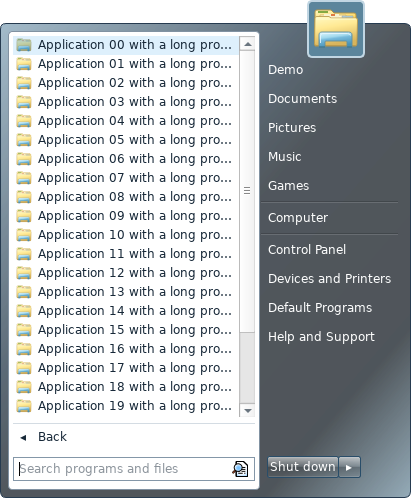 Application 00 with a long pro...
Application 01 with a long pro...
Application 02 with a long pro...
Application 03 with a long pro...
Application 04 with a long pro...
Application 05 with a long pro...
Application 06 with a long pro...
Application 07 with a long pro...
Application 08 with a long pro...
Application 09 with a long pro...
Application 10 with a long pro...
Application 11 with a long pro...
Application 12 with a long pro...
Application 13 with a long pro...
Application 14 with a long pro...
Application 15 with a long pro...
Application 16 with a long pro...
Application 17 with a long pro...
Application 18 with a long pro...
Application 19 with a long pro...
Back
Search programs and files
Demo
Documents
Pictures
Music
Games
Computer
Control Panel
Devices and Printers
Default Programs
Help and Support
Shut down